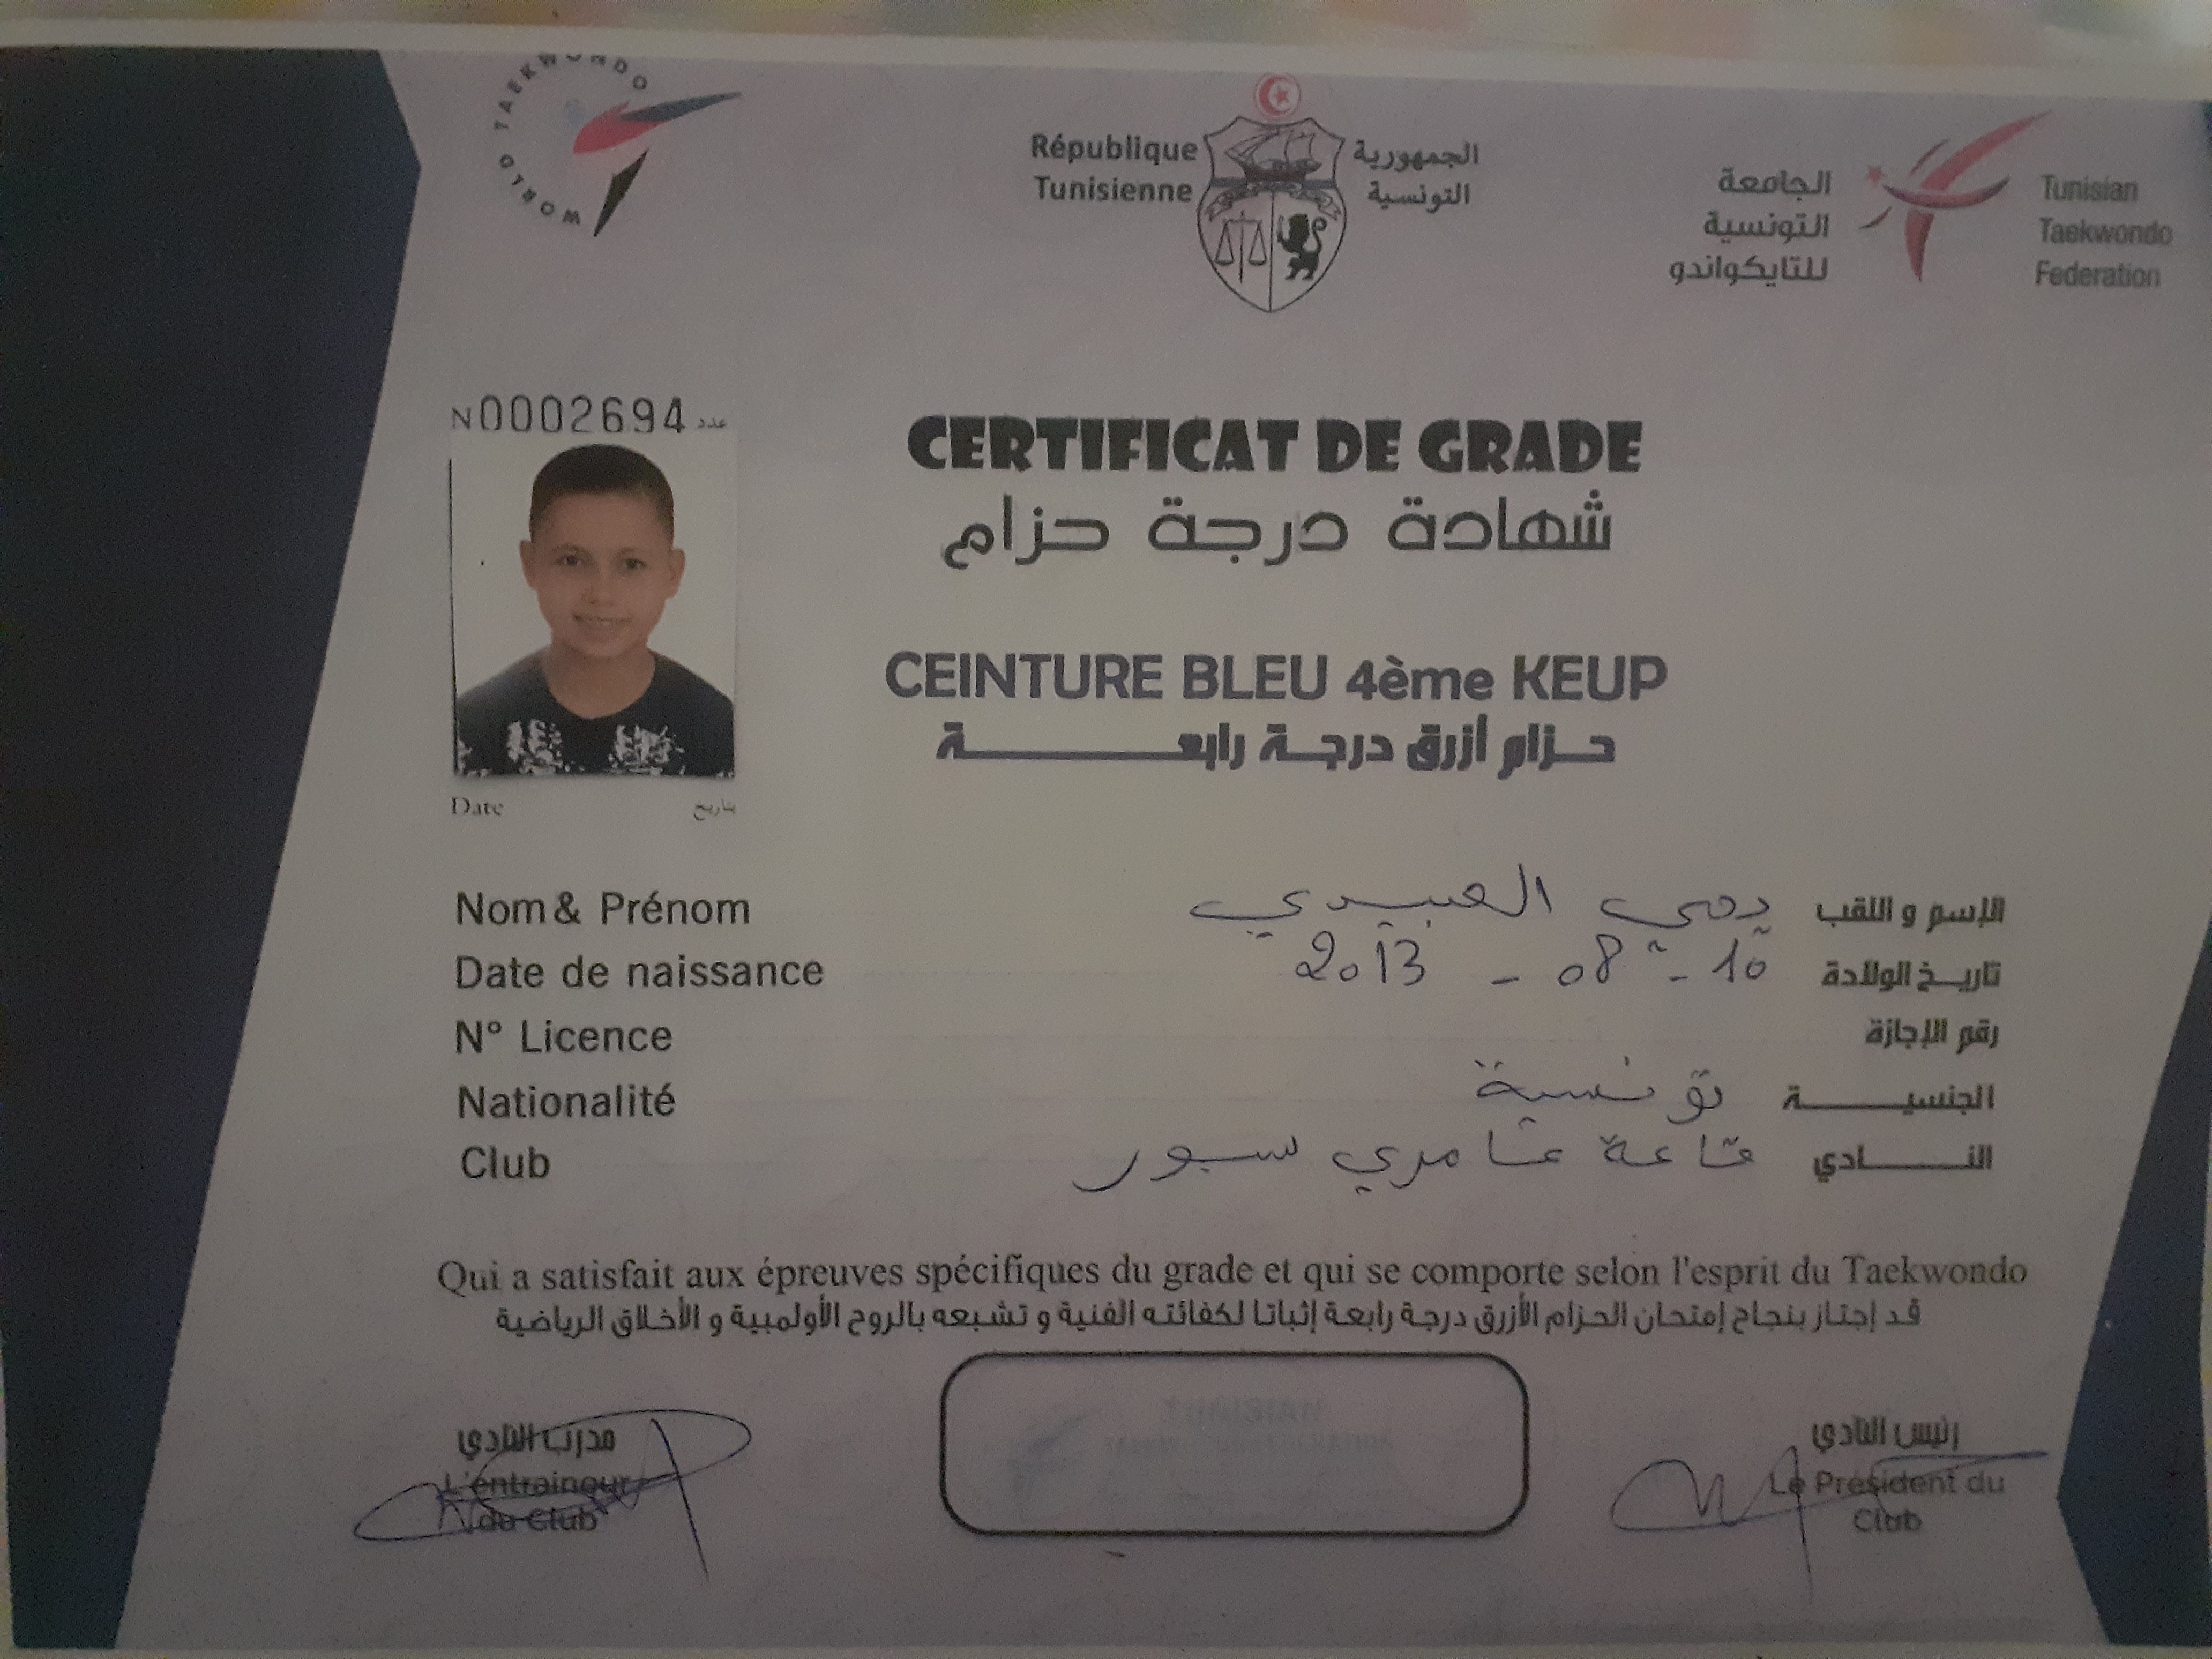 WORLD TAEKWONDO
République
Tunisienne
الجمهورية
التونسية
الجامعة
التونسية
للتايكواندو
Tunisian
Taekwondo
Federation
N0002694 عدد
CERTIFICAT DE GRADE
شهادة درجة حزام
CEINTURE BLEU 4ème KEUP
حزام أزرق درجة رابعة
Date بتاريخ
Nom & Prénom العبيدي الإسم و اللقب
Date de naissance 10 - 08 - 2013 تاريخ الولادة
N° Licence رقم الإجازة
Nationalité تونسية الجنسية
Club قاعة عامري سبور النادي
Qui a satisfait aux épreuves spécifiques du grade et qui se comporte selon l'esprit du Taekwondo
قد إجتاز بنجاح إمتحان الحزام الأزرق درجة رابعة إثباتا لكفائته الفنية و تشبعه بالروح الأولمبية و الأخلاق الرياضية
مدرب النادي
L'entraineur
du Club
رئيس النادي
Le Président du
Club